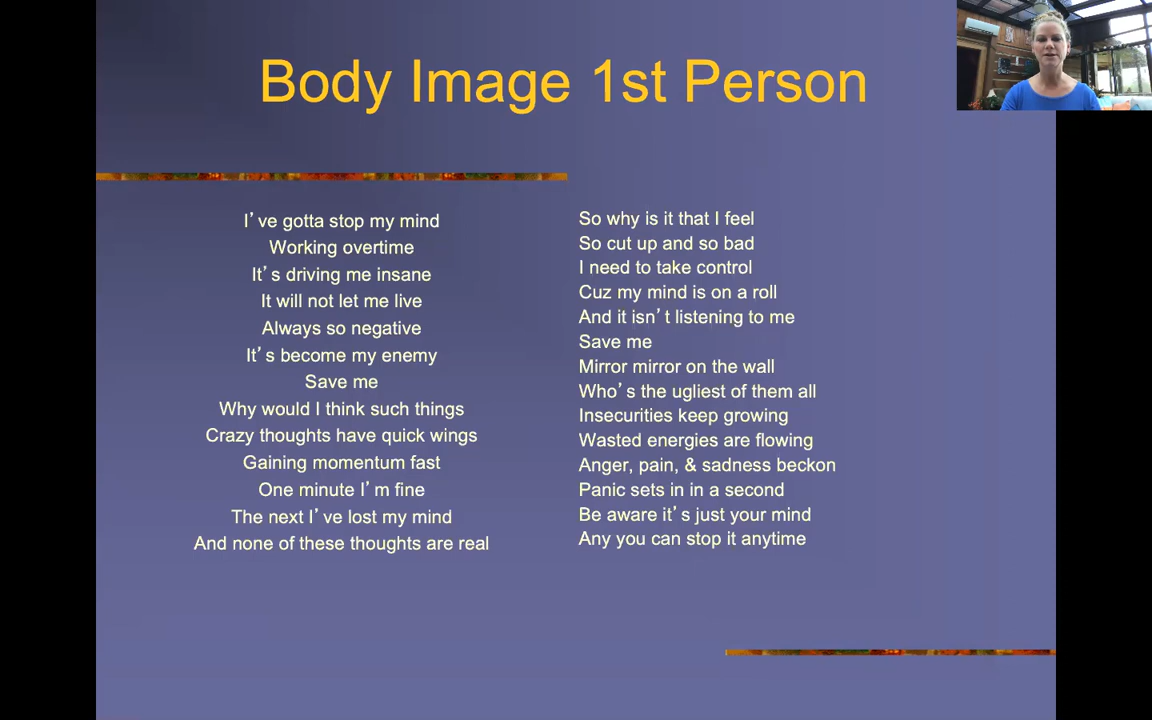 Body Image 1st Person
I've gotta stop my mind
Working overtime
It's driving me insane
It will not let me live
Always so negative
It's become my enemy
Save me
Why would I think such things
Crazy thoughts have quick wings
Gaining momentum fast
One minute I'm fine
The next I've lost my mind
And none of these thoughts are real
So why is it that I feel
So cut up and so bad
I need to take control
Cuz my mind is on a roll
And it isn't listening to me
Save me
Mirror mirror on the wall
Who's the ugliest of them all
Insecurities keep growing
Wasted energies are flowing
Anger, pain, & sadness beckon
Panic sets in in a second
Be aware it's just your mind
Any you can stop it anytime